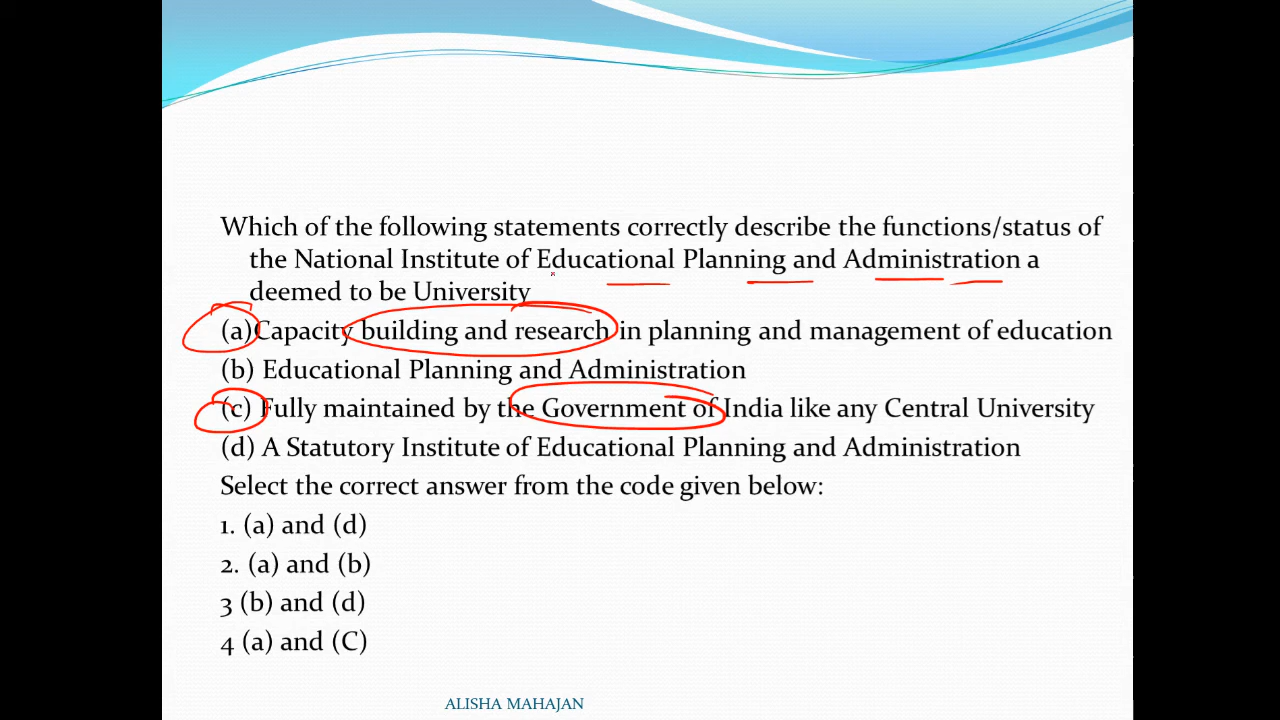 Which of the following statements correctly describe the functions/status of
the National Institute of Educational Planning and Administration a
deemed to be University
(a)Capacity building and research in planning and management of education
(b) Educational Planning and Administration
(c) Fully maintained by the Government of India like any Central University
(d) A Statutory Institute of Educational Planning and Administration
Select the correct answer from the code given below:
1. (a) and (d)
2. (a) and (b)
3 (b) and (d)
4 (a) and (C)
ALISHA MAHAJAN